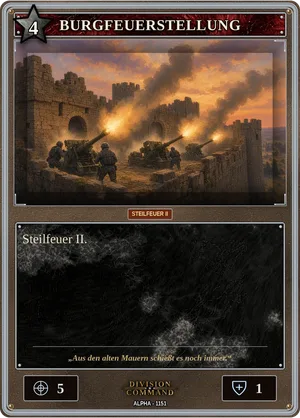 4
BURGFEUERSTELLUNG
STEILFEUER II
Steilfeuer II.
„Aus den alten Mauern schießt es noch immer.“
5
DIVISION
COMMAND
ALPHA - 1151
1